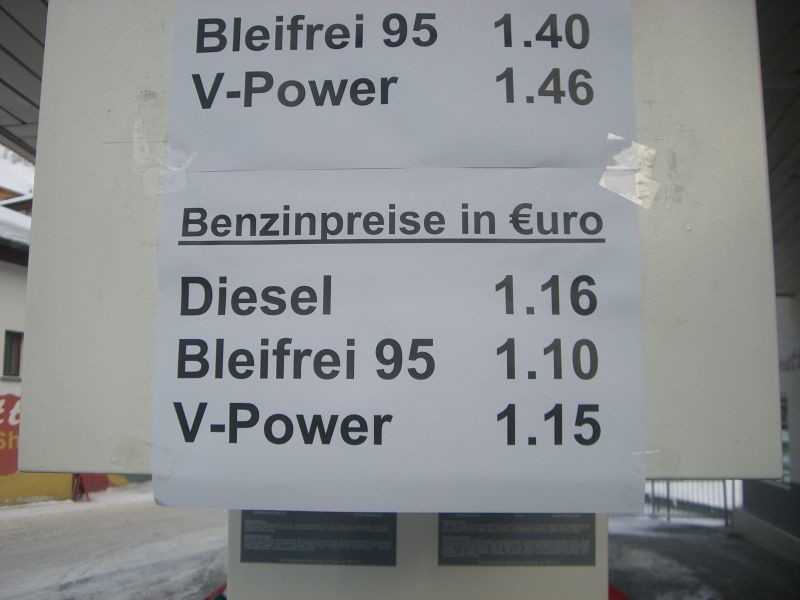 Bleifrei 95 1.40
V-Power 1.46
Benzinpreise in €uro
Diesel 1.16
Bleifrei 95 1.10
V-Power 1.15